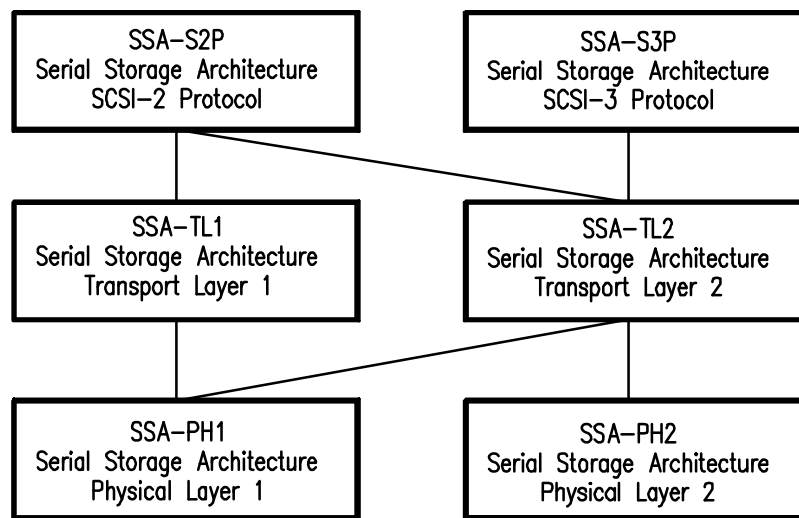 SSA-S2P
Serial Storage Architecture
SCSI-2 Protocol
SSA-S3P
Serial Storage Architecture
SCSI-3 Protocol
SSA-TL1
Serial Storage Architecture
Transport Layer 1
SSA-TL2
Serial Storage Architecture
Transport Layer 2
SSA-PH1
Serial Storage Architecture
Physical Layer 1
SSA-PH2
Serial Storage Architecture
Physical Layer 2